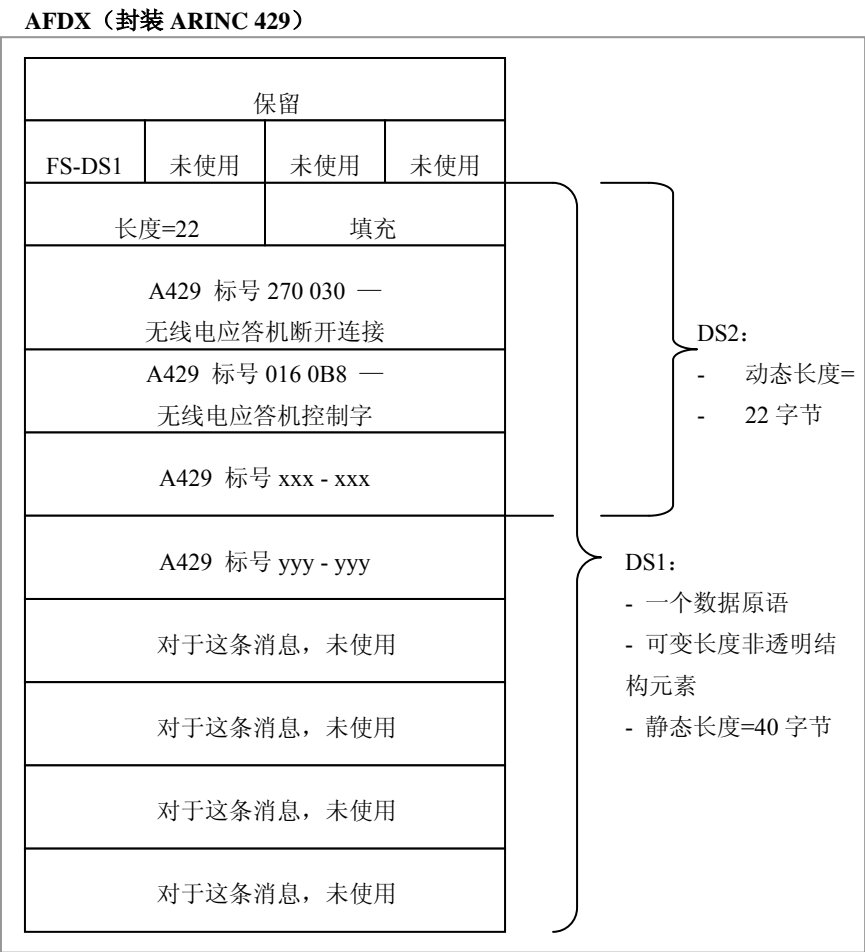 AFDX（封装 ARINC 429）
保留
FS-DS1 未使用 未使用 未使用
长度=22 填充
A429 标号 270 030 —
无线电应答机断开连接
A429 标号 016 0B8 —
无线电应答机控制字
A429 标号 xxx - xxx
A429 标号 yyy - yyy
对于这条消息，未使用
对于这条消息，未使用
对于这条消息，未使用
对于这条消息，未使用
DS2：
- 动态长度=
- 22 字节
DS1：
- 一个数据原语
- 可变长度非透明结
构元素
- 静态长度=40 字节